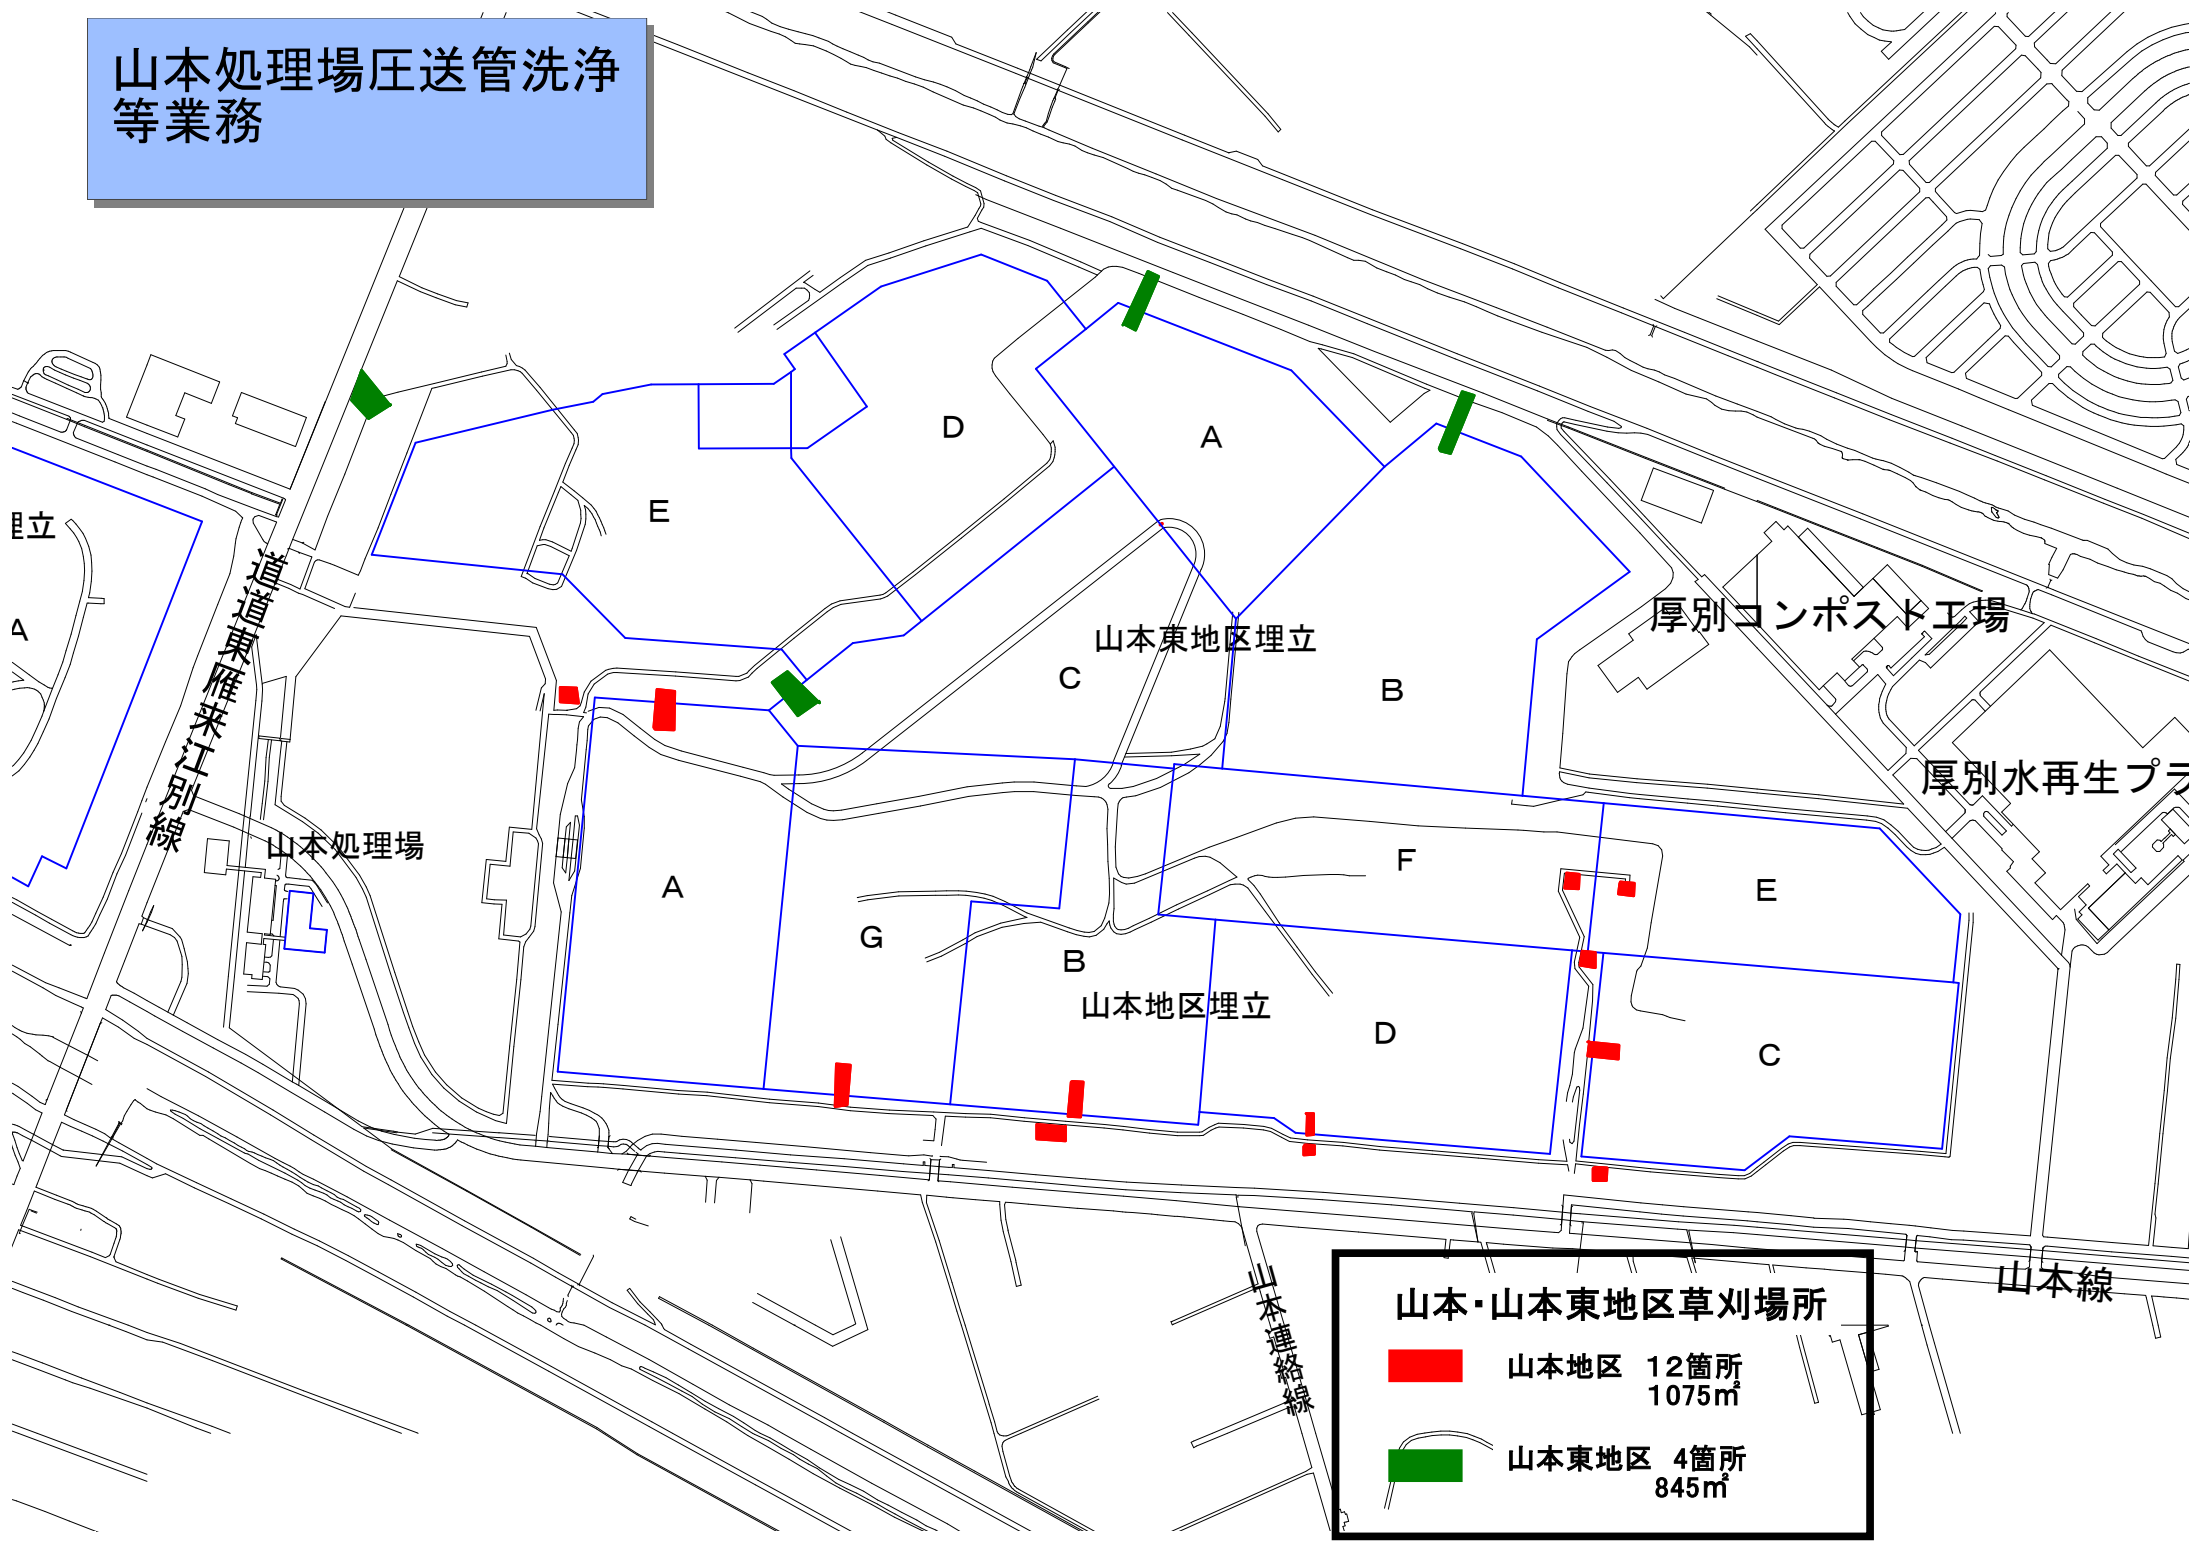 山本処理場圧送管洗浄
等業務
D
A
E
埋立
A
道道東雁来江別線
厚別コンポスト工場
山本東地区埋立
C
B
厚別水再生プラ
山本処理場
A
F
E
G
B
山本地区埋立
D
C
山本線
山本連絡線
山本・山本東地区草刈場所
山本地区 12箇所
1075㎡
山本東地区 4箇所
845㎡